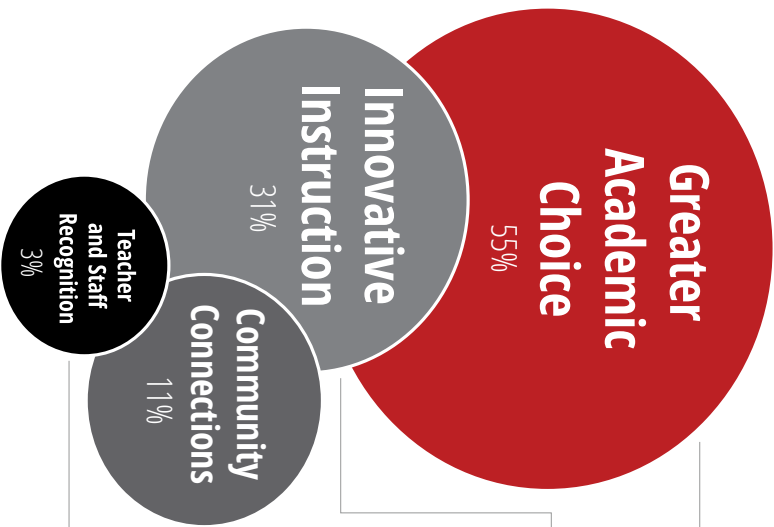 Greater
Academic
Choice
55%
Innovative
Instruction
31%
Community
Connections
11%
Teacher
and Staff
Recognition
3%